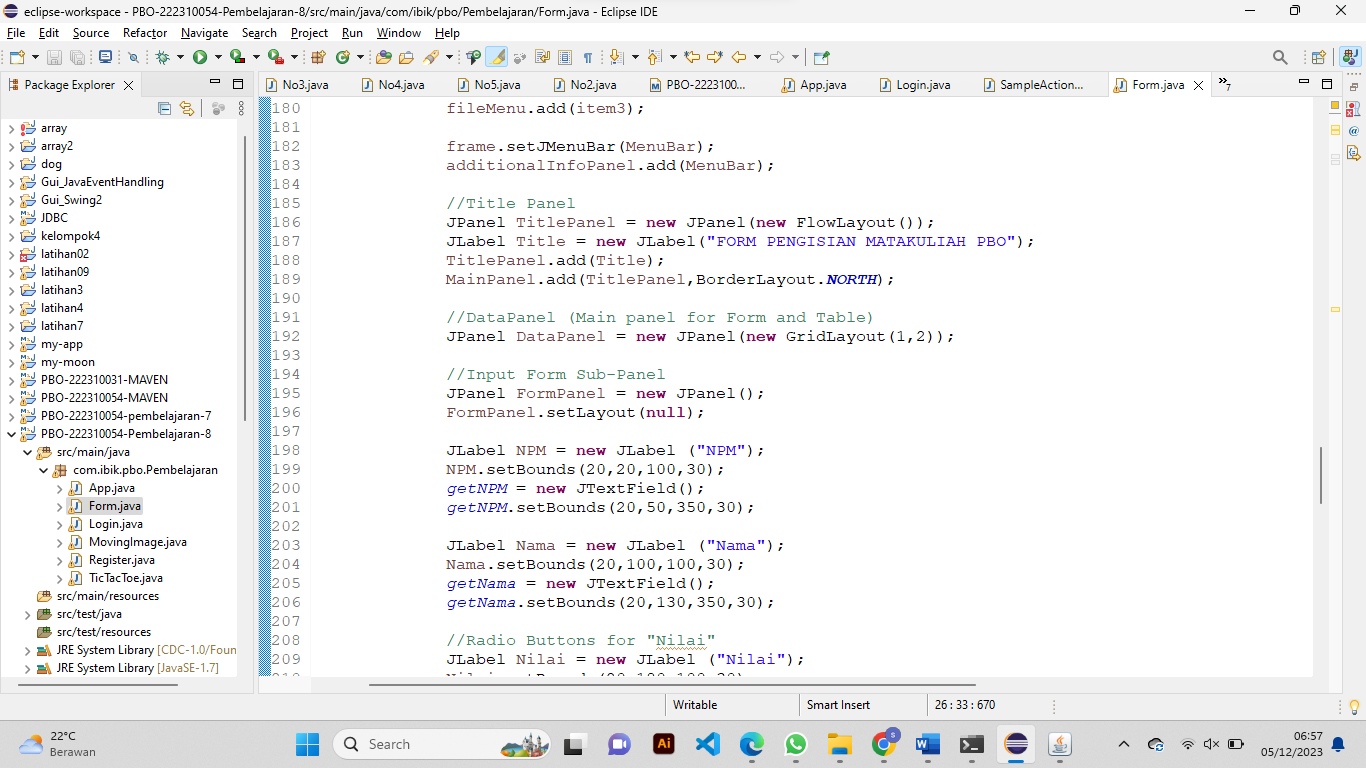 eclipse-workspace - PBO-222310054-Pembelajaran-8/src/main/java/com/ibik/pbo/Pembelajaran/Form.java - Eclipse IDE
File Edit Source Refactor Navigate Search Project Run Window Help
Package Explorer
No3.java No4.java No5.java No2.java PBO-2223100... App.java Login.java SampleAction... Form.java 7
array
array2
dog
Gui_JavaEventHandling
Gui_Swing2
JDBC
kelompok4
latihan02
latihan09
latihan3
latihan4
latihan7
my-app
my-moon
PBO-222310031-MAVEN
PBO-222310054-MAVEN
PBO-222310054-pembelajaran-7
PBO-222310054-Pembelajaran-8
src/main/java
com.ibik.pbo.Pembelajaran
App.java
Form.java
Login.java
MovingImage.java
Register.java
TicTacToe.java
src/main/resources
src/test/java
src/test/resources
JRE System Library [CDC-1.0/Foun
JRE System Library [JavaSE-1.7]
180 fileMenu.add(item3);
181
182 frame.setJMenuBar(MenuBar);
183 additionalInfoPanel.add(MenuBar);
184
185 //Title Panel
186 JPanel TitlePanel = new JPanel(new FlowLayout());
187 JLabel Title = new JLabel("FORM PENGISIAN MATAKULIAH PBO");
188 TitlePanel.add(Title);
189 MainPanel.add(TitlePanel,BorderLayout.NORTH);
190
191 //DataPanel (Main panel for Form and Table)
192 JPanel DataPanel = new JPanel(new GridLayout(1,2));
193
194 //Input Form Sub-Panel
195 JPanel FormPanel = new JPanel();
196 FormPanel.setLayout(null);
197
198 JLabel NPM = new JLabel ("NPM");
199 NPM.setBounds(20,20,100,30);
200 getNPM = new JTextField();
201 getNPM.setBounds(20,50,350,30);
202
203 JLabel Nama = new JLabel ("Nama");
204 Nama.setBounds(20,100,100,30);
205 getNama = new JTextField();
206 getNama.setBounds(20,130,350,30);
207
208 //Radio Buttons for "Nilai"
209 JLabel Nilai = new JLabel ("Nilai");
Writable Smart Insert 26 : 33 : 670
22°C
Berawan
Search
06:57
05/12/2023